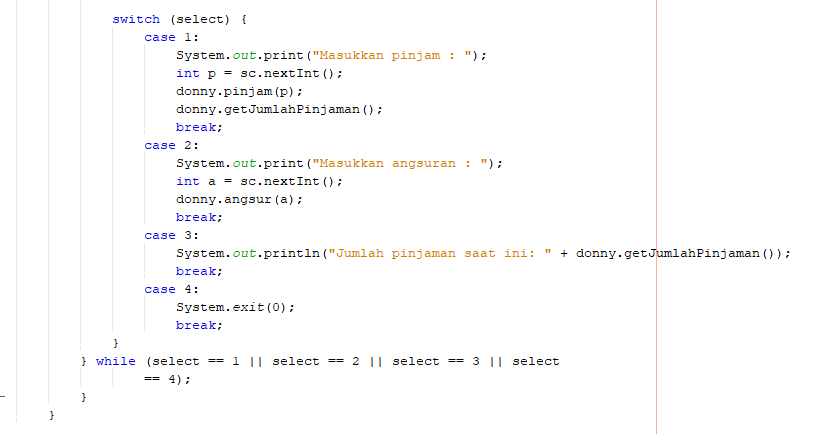 switch (select) {
case 1:
System.out.print("Masukkan pinjam : ");
int p = sc.nextInt();
donny.pinjam(p);
donny.getJumlahPinjaman();
break;
case 2:
System.out.print("Masukkan angsuran : ");
int a = sc.nextInt();
donny.angsur(a);
break;
case 3:
System.out.println("Jumlah pinjaman saat ini: " + donny.getJumlahPinjaman());
break;
case 4:
System.exit(0);
break;
}
} while (select == 1 || select == 2 || select == 3 || select
== 4);
}
}